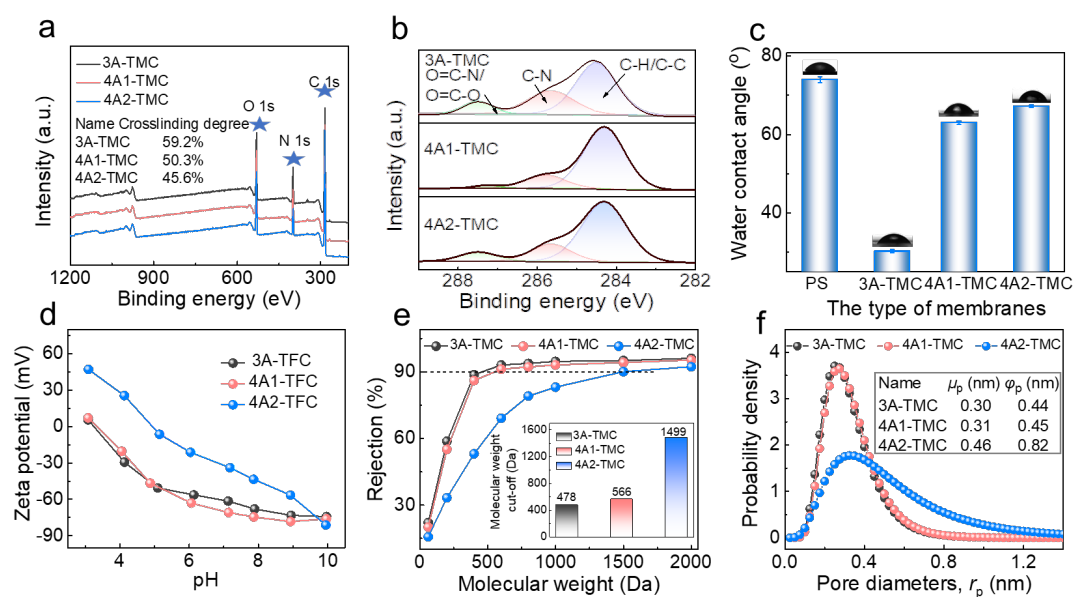 a
3A-TMC
4A1-TMC
4A2-TMC
C 1s
O 1s
N 1s
Name Crosslinding degree
3A-TMC 59.2%
4A1-TMC 50.3%
4A2-TMC 45.6%
Intensity (a.u.)
1200 900 600 300
Binding energy (eV)
b
3A-TMC
O=C-N/
O=C-O
C-N
C-H/C-C
4A1-TMC
4A2-TMC
Intensity (a.u.)
288 286 284 282
Binding energy (eV)
c
Water contact angle (°)
80
60
40
PS 3A-TMC 4A1-TMC 4A2-TMC
The type of membranes
d
Zeta potential (mV)
60
30
0
-30
-60
-90
3A-TFC
4A1-TFC
4A2-TFC
4 6 8 10
pH
e
3A-TMC 4A1-TMC 4A2-TMC
Rejection (%)
90
60
30
Molecular weight
cut-off (Da)
1600
1200
800
400
0
3A-TMC
4A1-TMC
4A2-TMC
478
566
1499
0 400 800 1200 1600 2000
Molecular weight (Da)
f
3A-TMC 4A1-TMC 4A2-TMC
Probability density
4
3
2
1
0
Name μp (nm) φp (nm)
3A-TMC 0.30 0.44
4A1-TMC 0.31 0.45
4A2-TMC 0.46 0.82
0.0 0.4 0.8 1.2
Pore diameters, rp (nm)